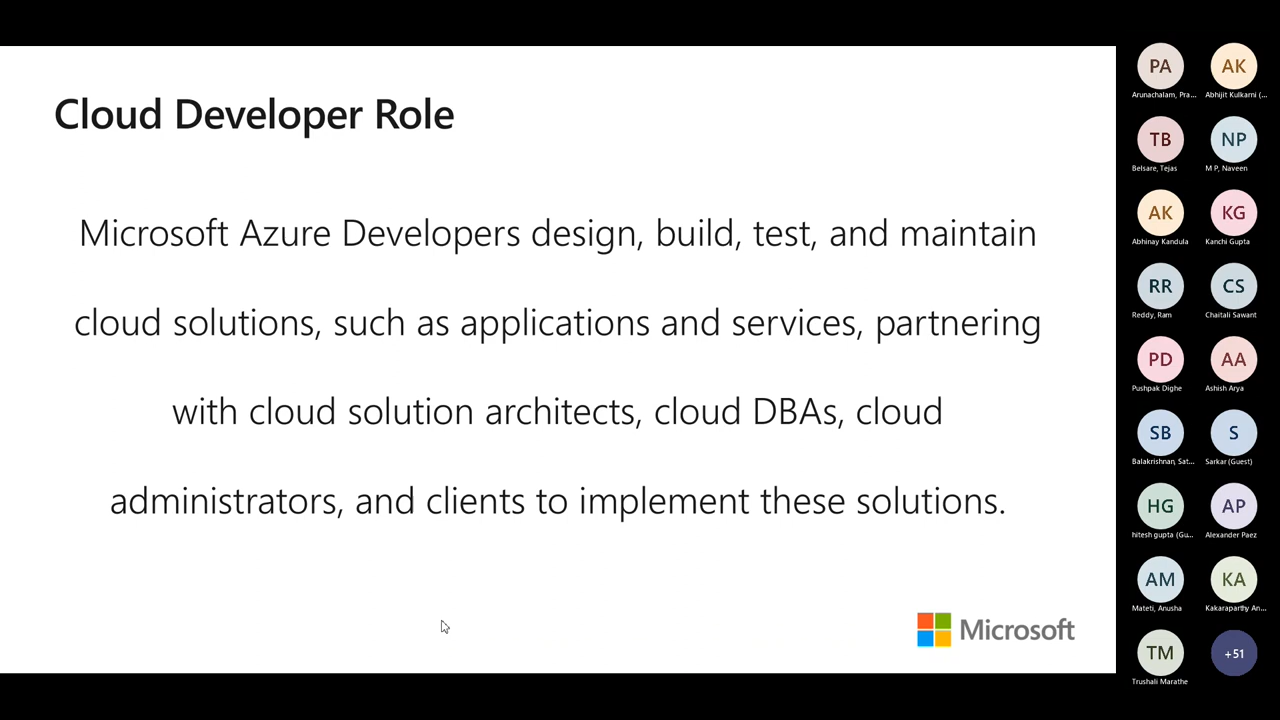 Cloud Developer Role
Microsoft Azure Developers design, build, test, and maintain
cloud solutions, such as applications and services, partnering
with cloud solution architects, cloud DBAs, cloud
administrators, and clients to implement these solutions.
Microsoft
PA AK
Arunachalam, Pra... Abhijit Kulkarni (...
TB NP
Belsare, Tejas M P, Naveen
AK KG
Abhinay Kandula Kanchi Gupta
RR CS
Reddy, Ram Chaitali Sawant
PD AA
Pushpak Dighe Ashish Arya
SB S
Balakrishnan, Sat... Sarkar (Guest)
HG AP
hitesh gupta (Gu... Alexander Paez
AM KA
Mateti, Anusha Kakaraparthy An...
TM +51
Trushali Marathe